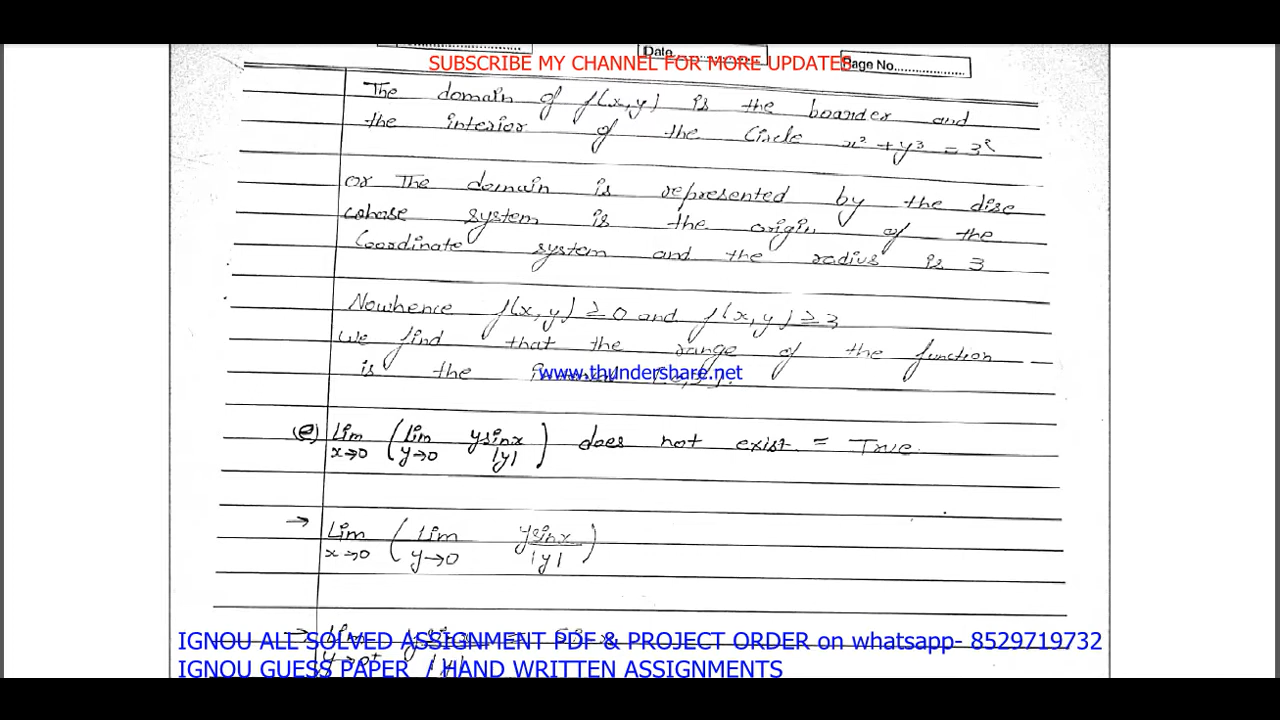 Date
SUBSCRIBE MY CHANNEL FOR MORE UPDATES
Page No.
The domain of f(x,y) is the boarder and
the interior of the Circle x² + y³ = 3²
or The domain is represented by the disc
cohase system is the origin of the
Coordinate system and the radius is 3
Nowhence f(x,y) ≥ 0 and f(x,y) ≥ 3
We find that the range of the function
is the
www.thundershare.net
(e) Lim x→0 ( Lim y→0 ysinx/|y| ) does not exist = True
→ Lim x→0 ( Lim y→0 ysinx/|y| )
IGNOU ALL SOLVED ASSIGNMENT PDF & PROJECT ORDER on whatsapp- 8529719732
IGNOU GUESS PAPER / HAND WRITTEN ASSIGNMENTS